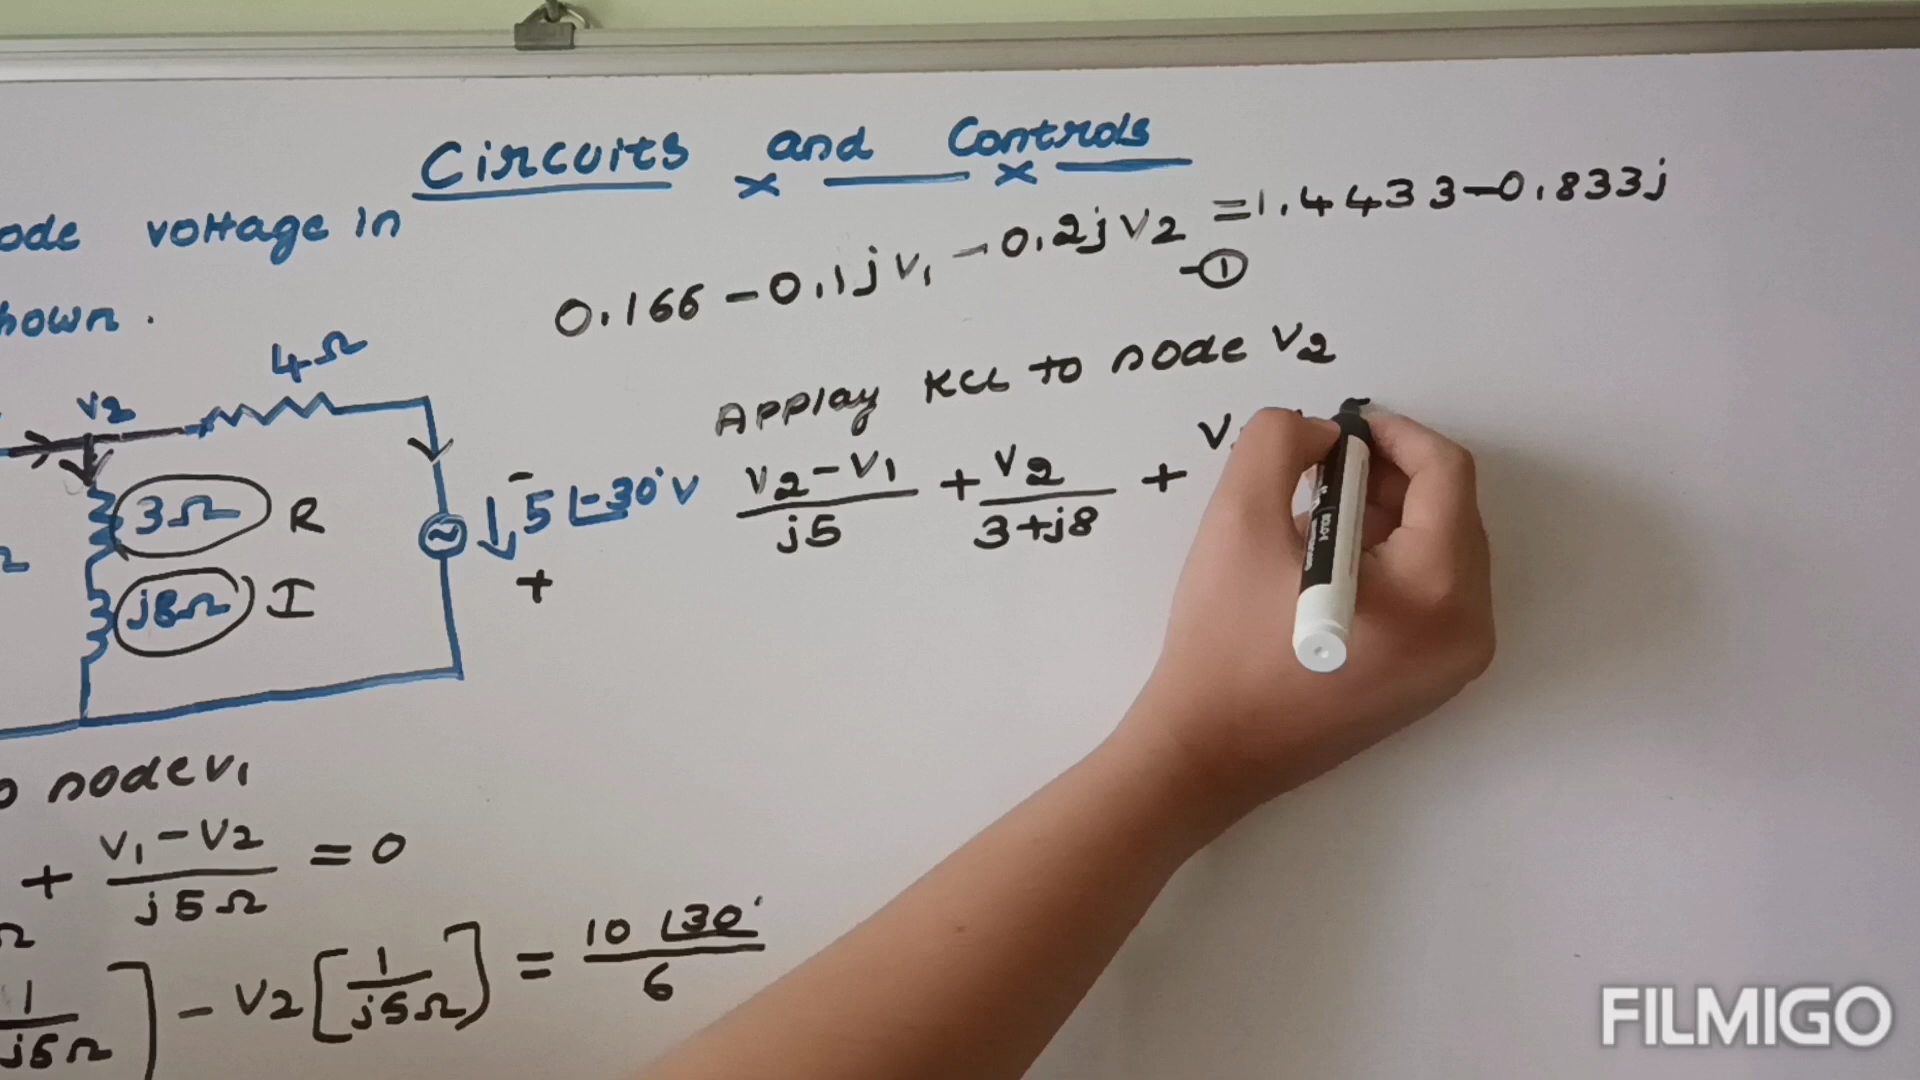 Circuits and Controls
ode voltage in
hown.
0.166 - 0.1j V1 - 0.2j V2 = 1.4433 - 0.833j
- ①
Applay KCL to node V2
V2 - V1 / j5 + V2 / 3 + j8 + V
4Ω
V2
3Ω R
j8Ω I
Ω
- 5∠-30° V
+
o node V1
+ V1 - V2 / j5Ω = 0
Ω
1 / j5Ω ] - V2 [ 1 / j5Ω ] = 10 ∠30° / 6
FILMIGO